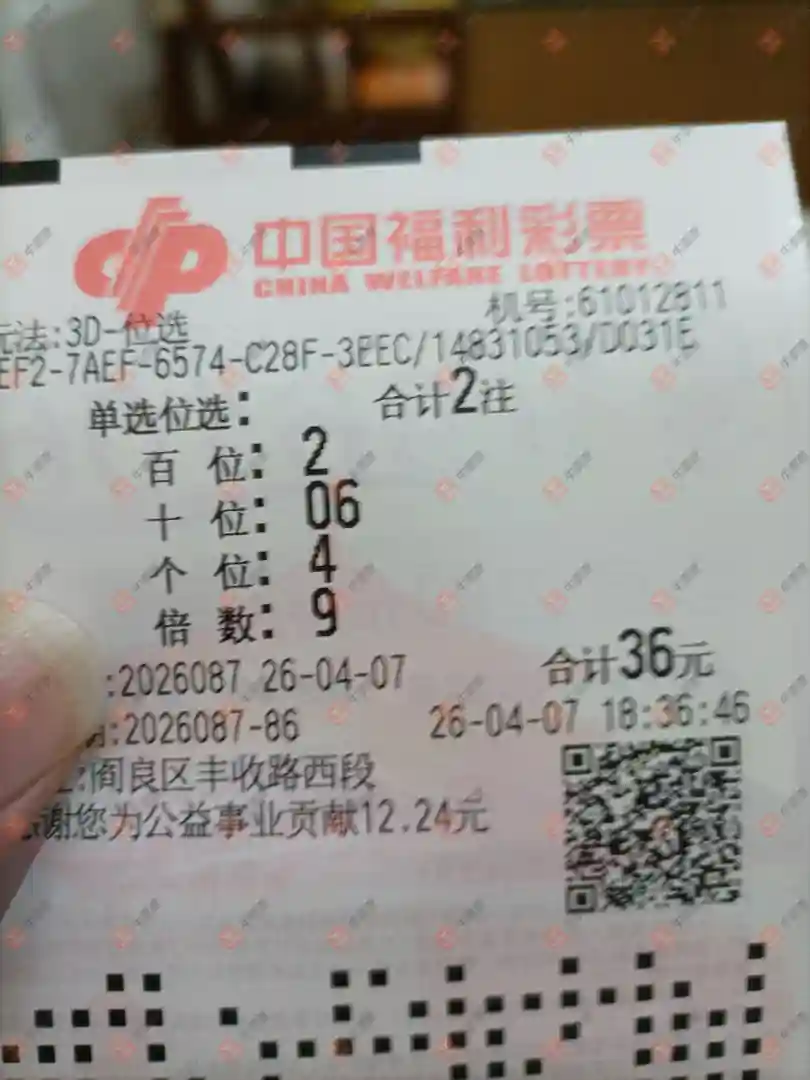 中国福利彩票
CHINA WELFARE LOTTERY
机号:61012811
玩法:3D-位选
EF2-7AEF-6574-C28F-3EEC/14831053/D031E
单选位选: 合计2注
百 位: 2
十 位: 06
个 位: 4
倍 数: 9
合计36元
:2026087 26-04-07
期:2026087-86 26-04-07 18:36:46
:阎良区丰收路西段
感谢您为公益事业贡献12.24元